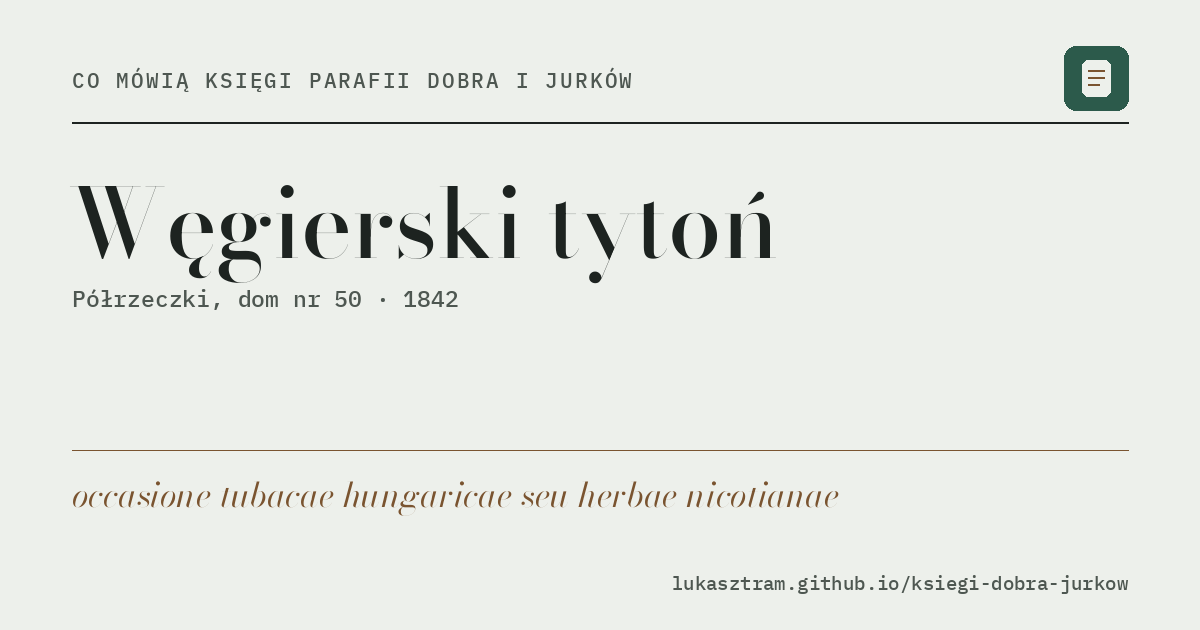 CO MÓWIĄ KSIĘGI PARAFII DOBRA I JURKÓW
Węgierski tytoń
Półrzeczki, dom nr 50 · 1842
occasione tubacae hungaricae seu herbae nicotianae
lukasztram.github.io/ksiegi-dobra-jurkow